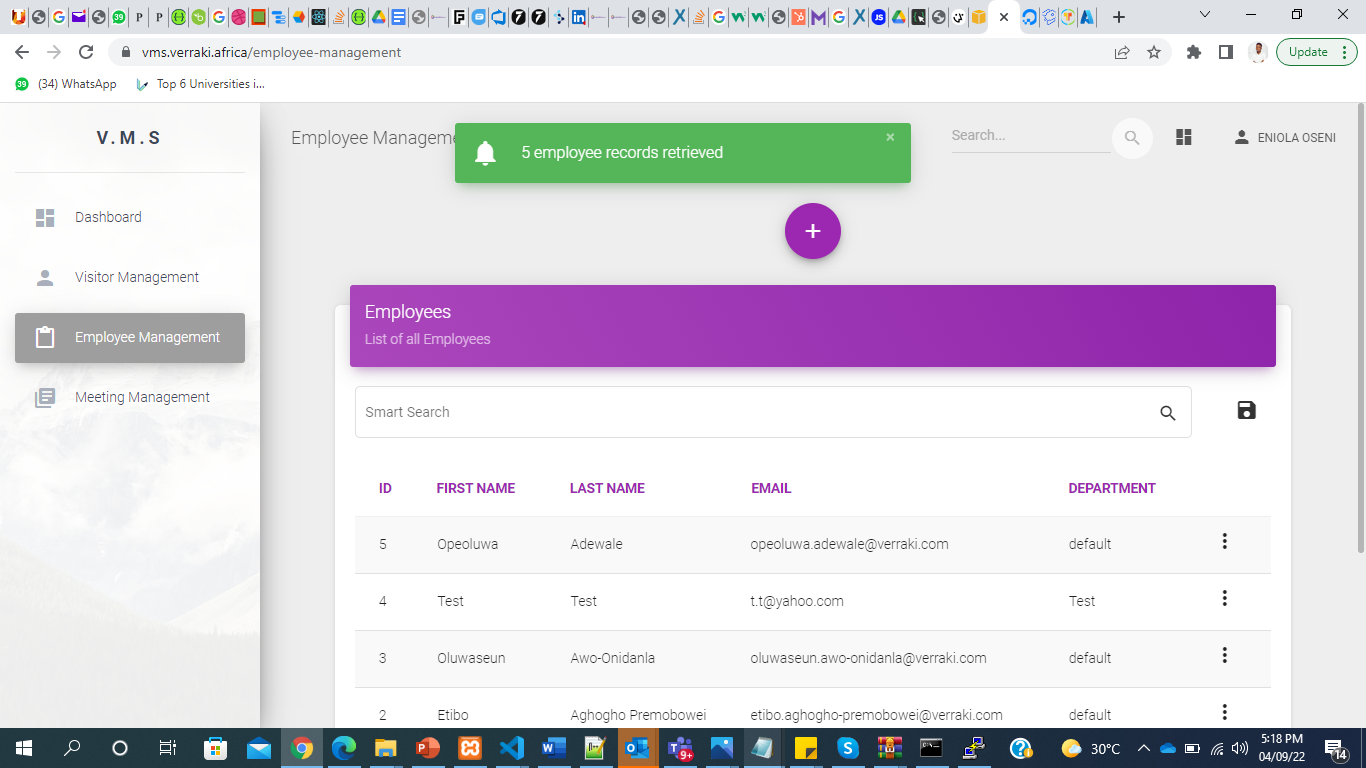 vms.verraki.africa/employee-management
Update
(34) WhatsApp
Top 6 Universities i...
V.M.S
Employee Manageme
5 employee records retrieved
×
Search...
ENIOLA OSENI
Dashboard
Visitor Management
Employee Management
Meeting Management
+
Employees
List of all Employees
Smart Search
ID FIRST NAME LAST NAME EMAIL DEPARTMENT
5 Opeoluwa Adewale opeoluwa.adewale@verraki.com default
4 Test Test t.t@yahoo.com Test
3 Oluwaseun Awo-Onidanla oluwaseun.awo-onidanla@verraki.com default
2 Etibo Aghogho Premobowei etibo.aghogho-premobowei@verraki.com default
30°C
5:18 PM
04/09/22
14